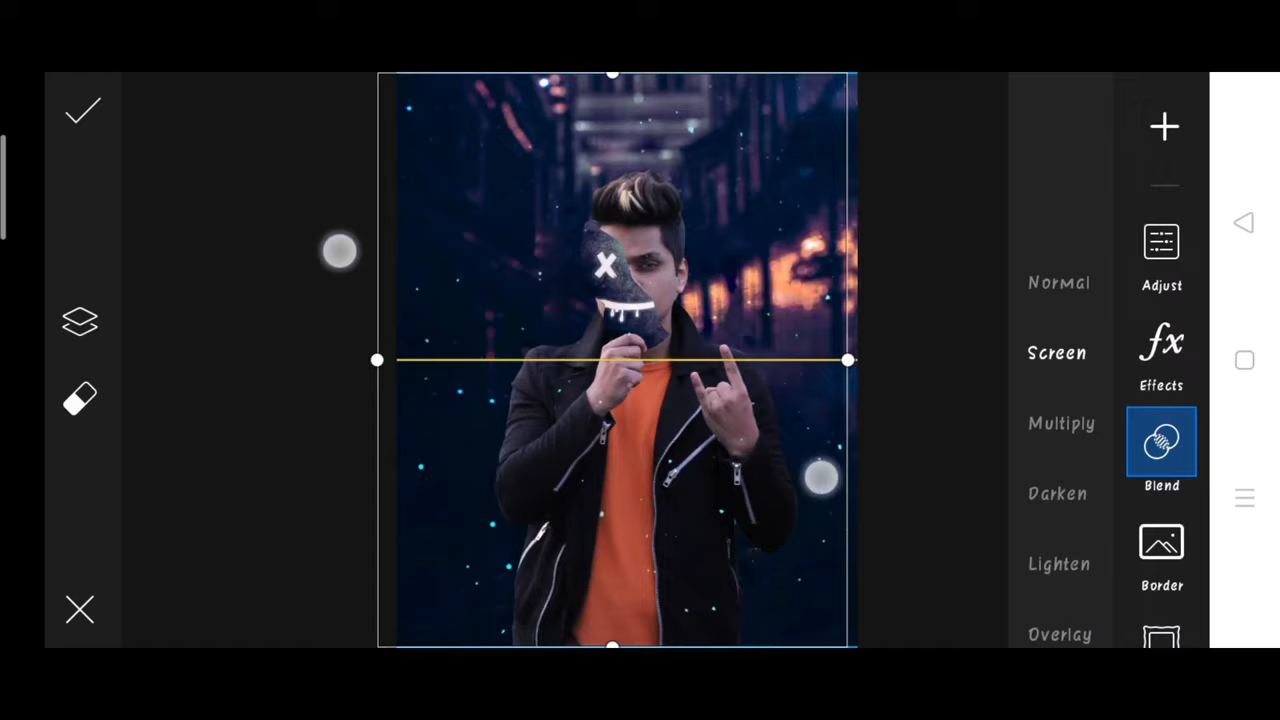 Normal
Screen
Multiply
Darken
Lighten
Overlay
Adjust
fx
Effects
Blend
Border